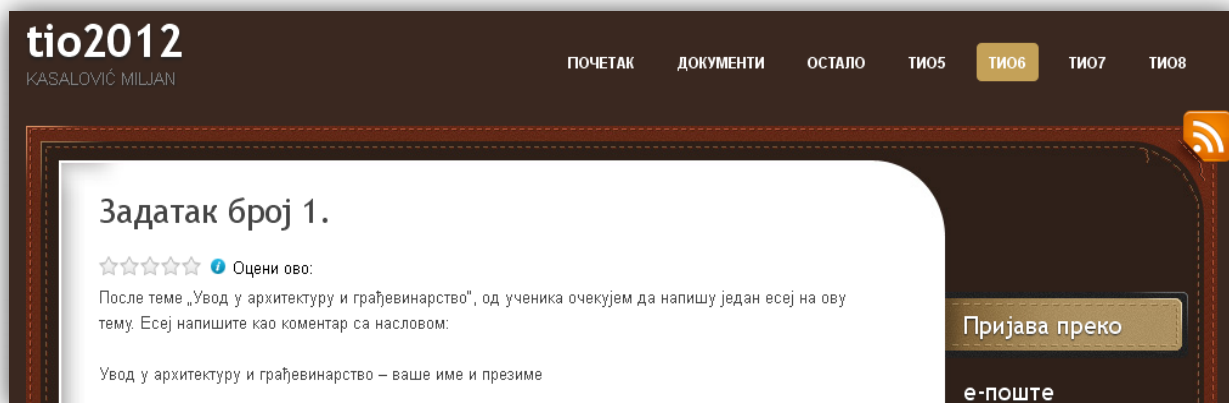 tio2012
KASALOVIĆ MILJAN
ПОЧЕТАК ДОКУМЕНТИ ОСТАЛО ТИО5 ТИО6 ТИО7 ТИО8
Задатак број 1.
Оцени ово:
После теме „Увод у архитектуру и грађевинарство“, од ученика очекујем да напишу један есеј на ову
тему. Есеј напишите као коментар са насловом:
Увод у архитектуру и грађевинарство – ваше име и презиме
Пријава преко
е-поште